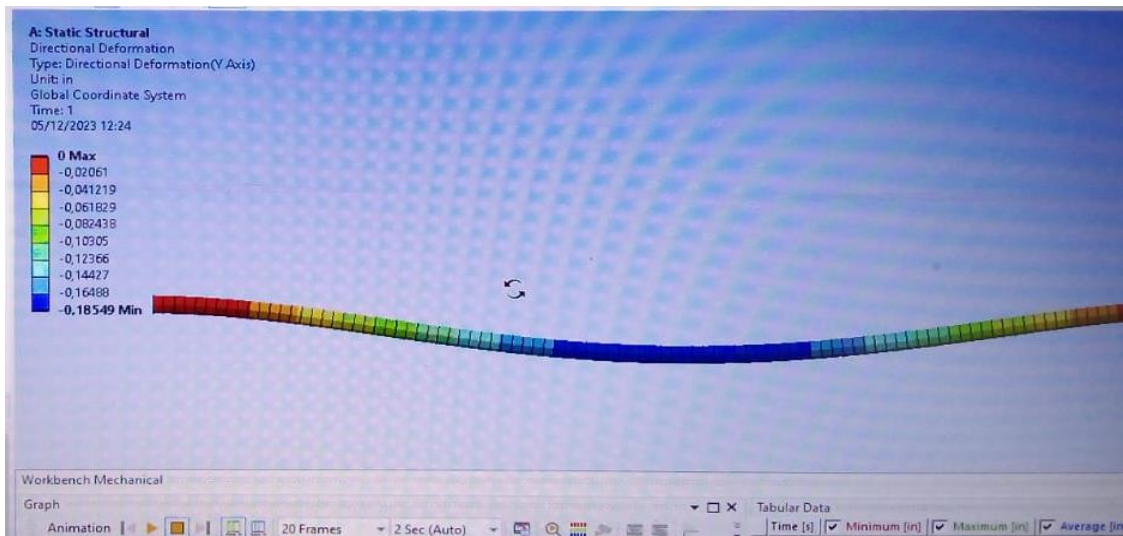 A: Static Structural
Directional Deformation
Type: Directional Deformation(Y Axis)
Unit: in
Global Coordinate System
Time: 1
05/12/2023 12:24
0 Max
-0,02061
-0,041219
-0,061829
-0,082438
-0,10305
-0,12366
-0,14427
-0,16488
-0,18549 Min
Workbench Mechanical
Graph
Tabular Data
Animation
20 Frames
2 Sec (Auto)
Time [s]
Minimum [in]
Maximum [in]
Average [in